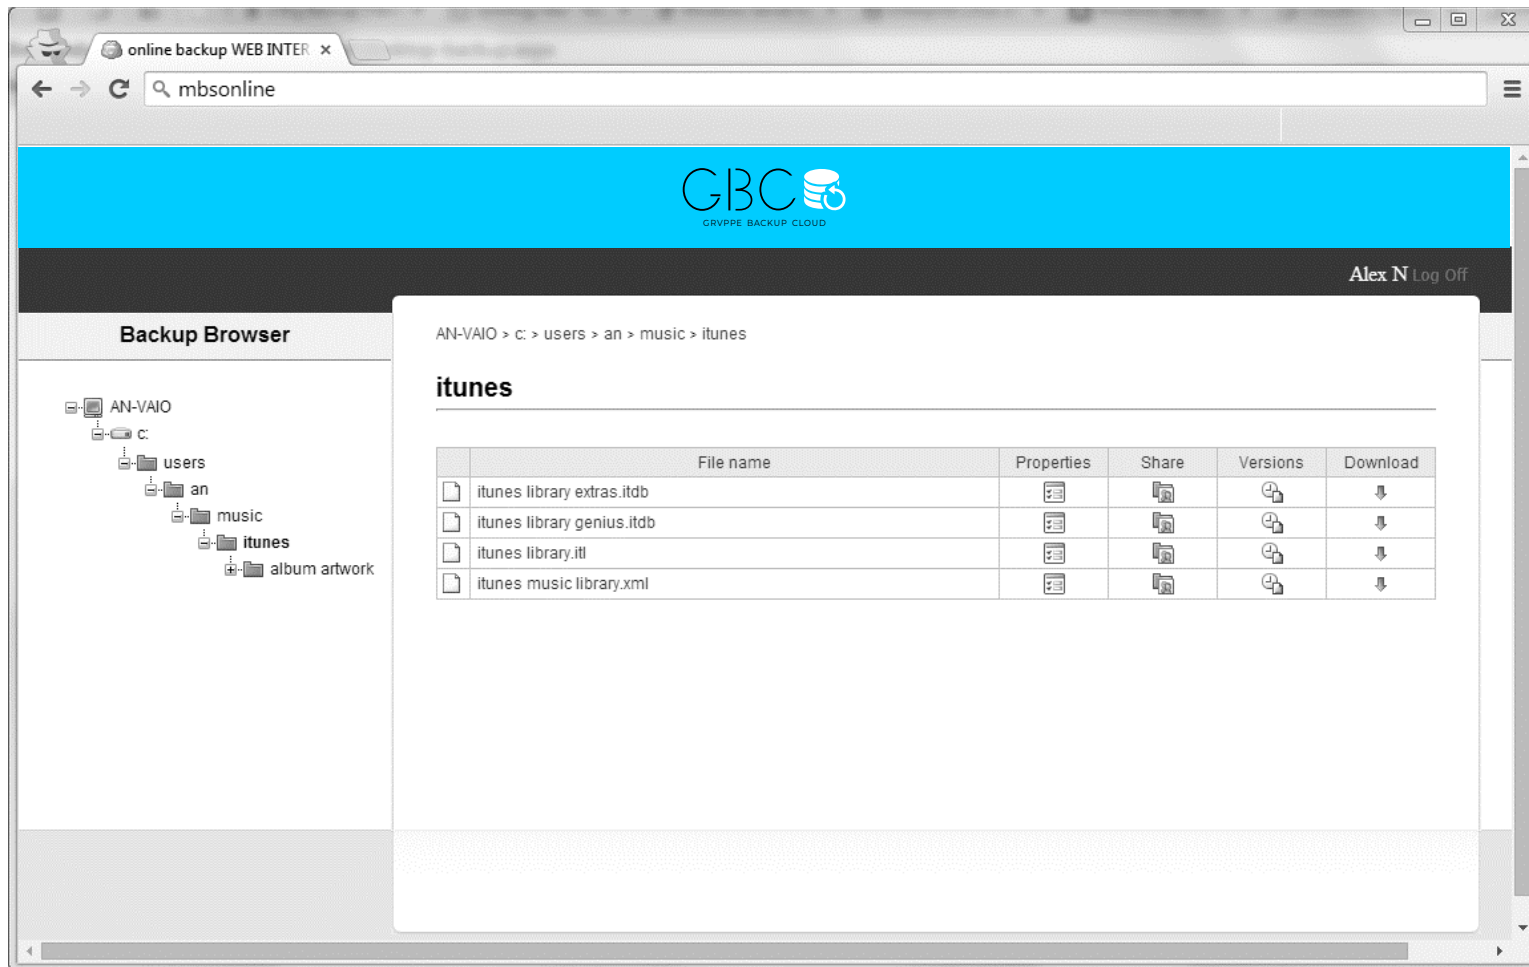 online backup WEB INTER
mbsonline
GBC
GRVPPE BACKUP CLOUD
Alex N Log Off
Backup Browser
AN-VAIO
c:
users
an
music
itunes
album artwork
AN-VAIO > c: > users > an > music > itunes
itunes
File name Properties Share Versions Download
itunes library extras.itdb
itunes library genius.itdb
itunes library.itl
itunes music library.xml